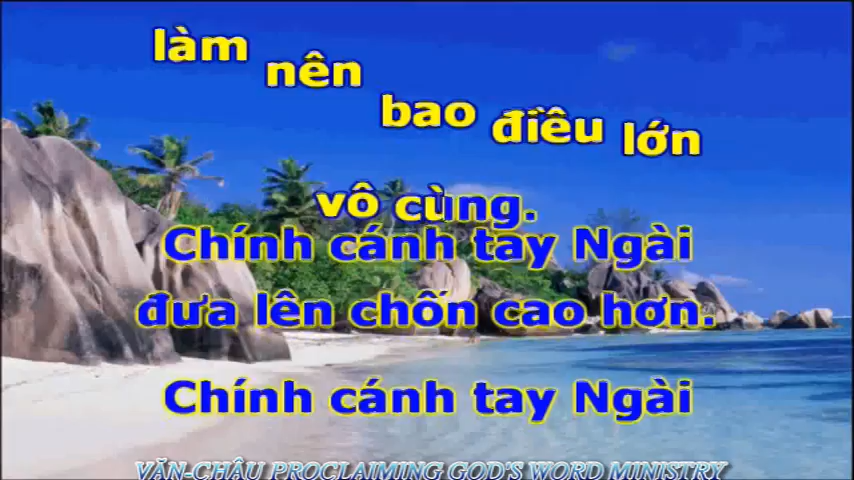 làm nên bao điều lớn
vô cùng.
Chính cánh tay Ngài
đưa lên chốn cao hơn.
Chính cánh tay Ngài
VĂN-CHÂU PROCLAIMING GOD'S WORD MINISTRY